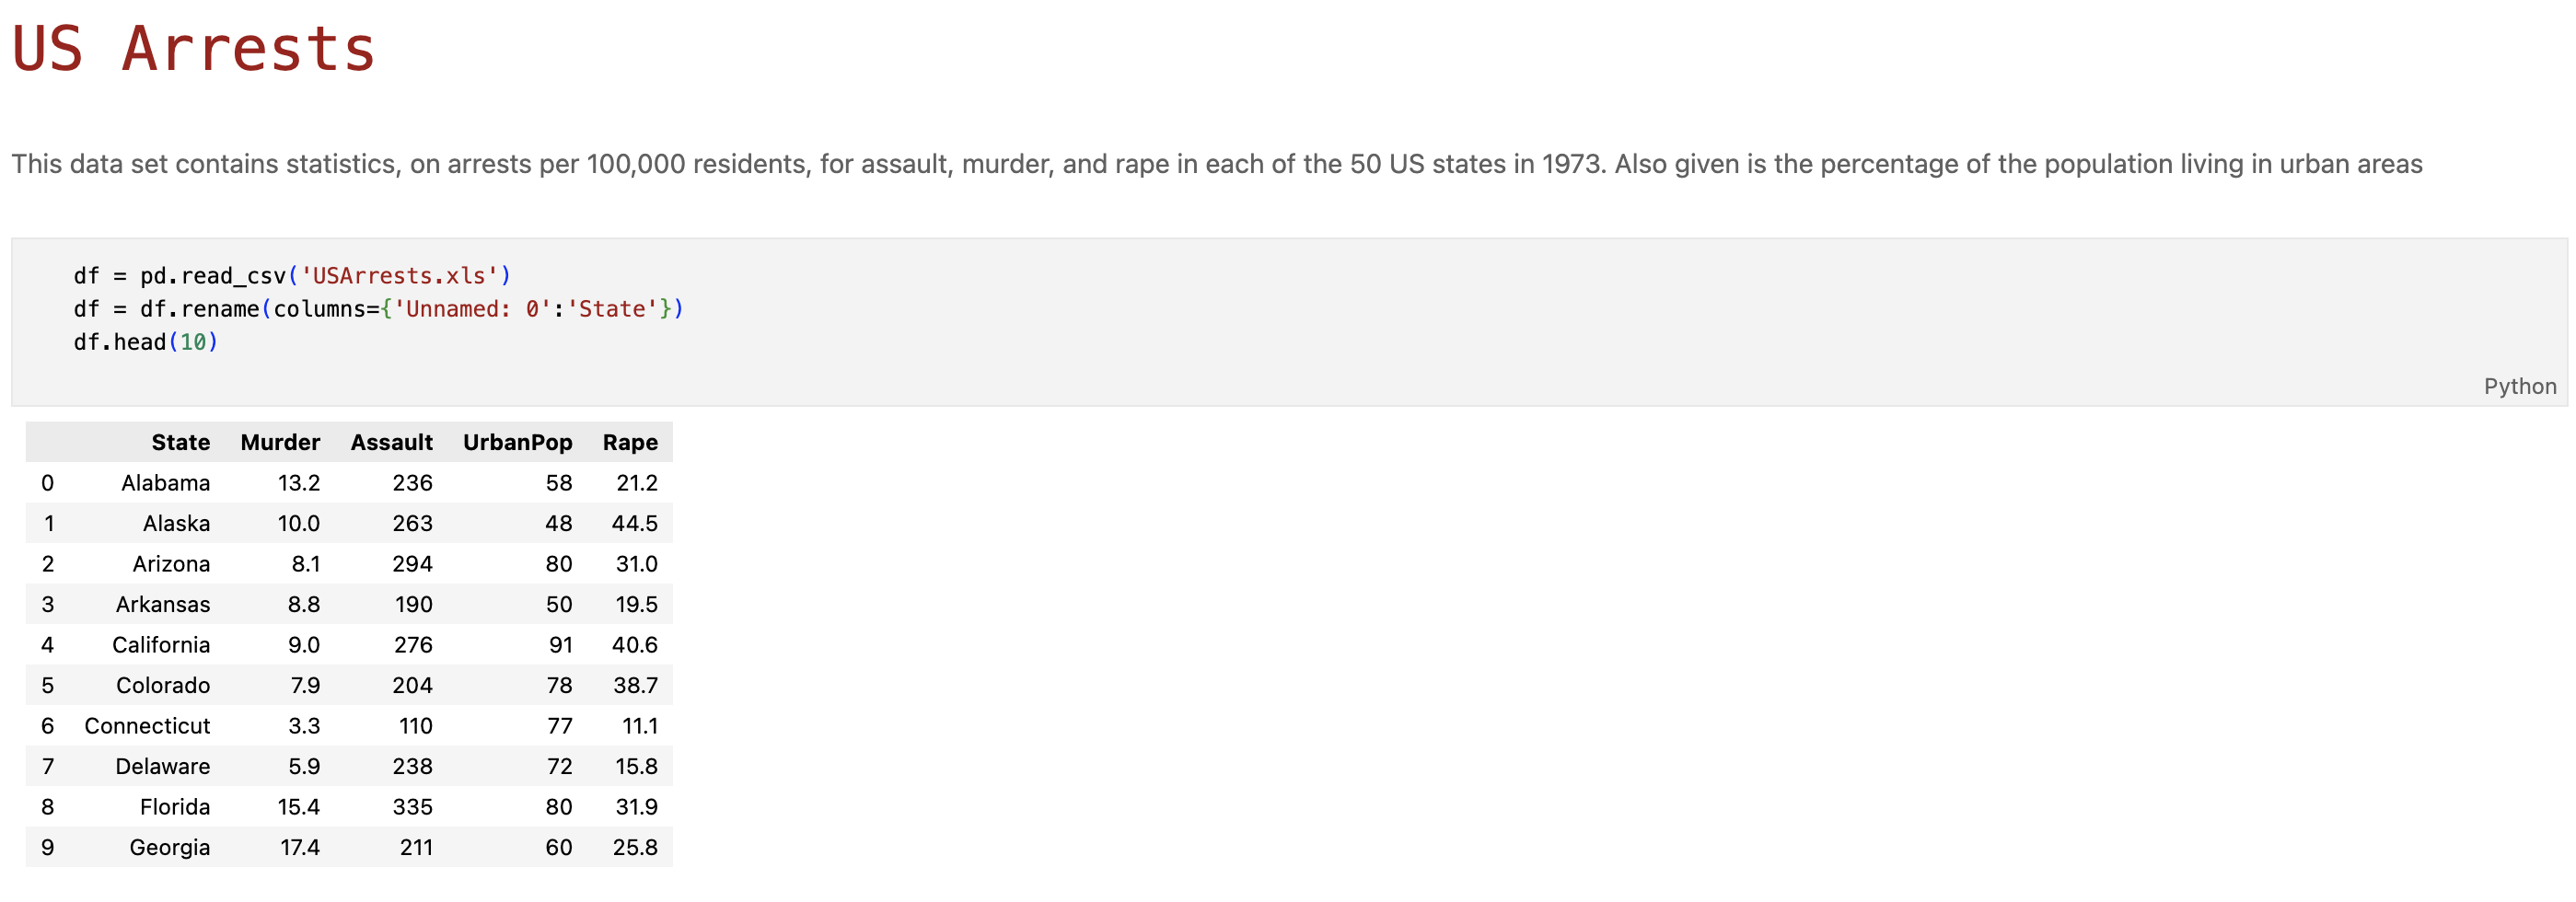 US Arrests
This data set contains statistics, on arrests per 100,000 residents, for assault, murder, and rape in each of the 50 US states in 1973. Also given is the percentage of the population living in urban areas
df = pd.read_csv('USArrests.xls')
df = df.rename(columns={'Unnamed: 0':'State'})
df.head(10)
Python
State Murder Assault UrbanPop Rape
0 Alabama 13.2 236 58 21.2
1 Alaska 10.0 263 48 44.5
2 Arizona 8.1 294 80 31.0
3 Arkansas 8.8 190 50 19.5
4 California 9.0 276 91 40.6
5 Colorado 7.9 204 78 38.7
6 Connecticut 3.3 110 77 11.1
7 Delaware 5.9 238 72 15.8
8 Florida 15.4 335 80 31.9
9 Georgia 17.4 211 60 25.8